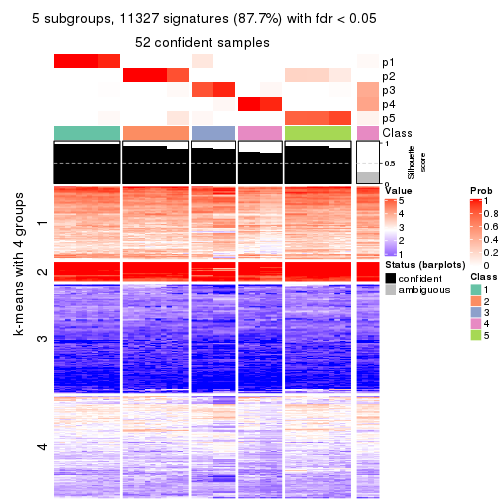 5 subgroups, 11327 signatures (87.7%) with fdr < 0.05
52 confident samples
p1
p2
p3
p4
p5
Class
1
0.5
0
Silhouette
score
k-means with 4 groups
1
2
3
4
Value
5
4
3
2
1
Status (barplots)
confident
ambiguous
Prob
1
0.8
0.6
0.4
0.2
0
Class
1
2
3
4
5